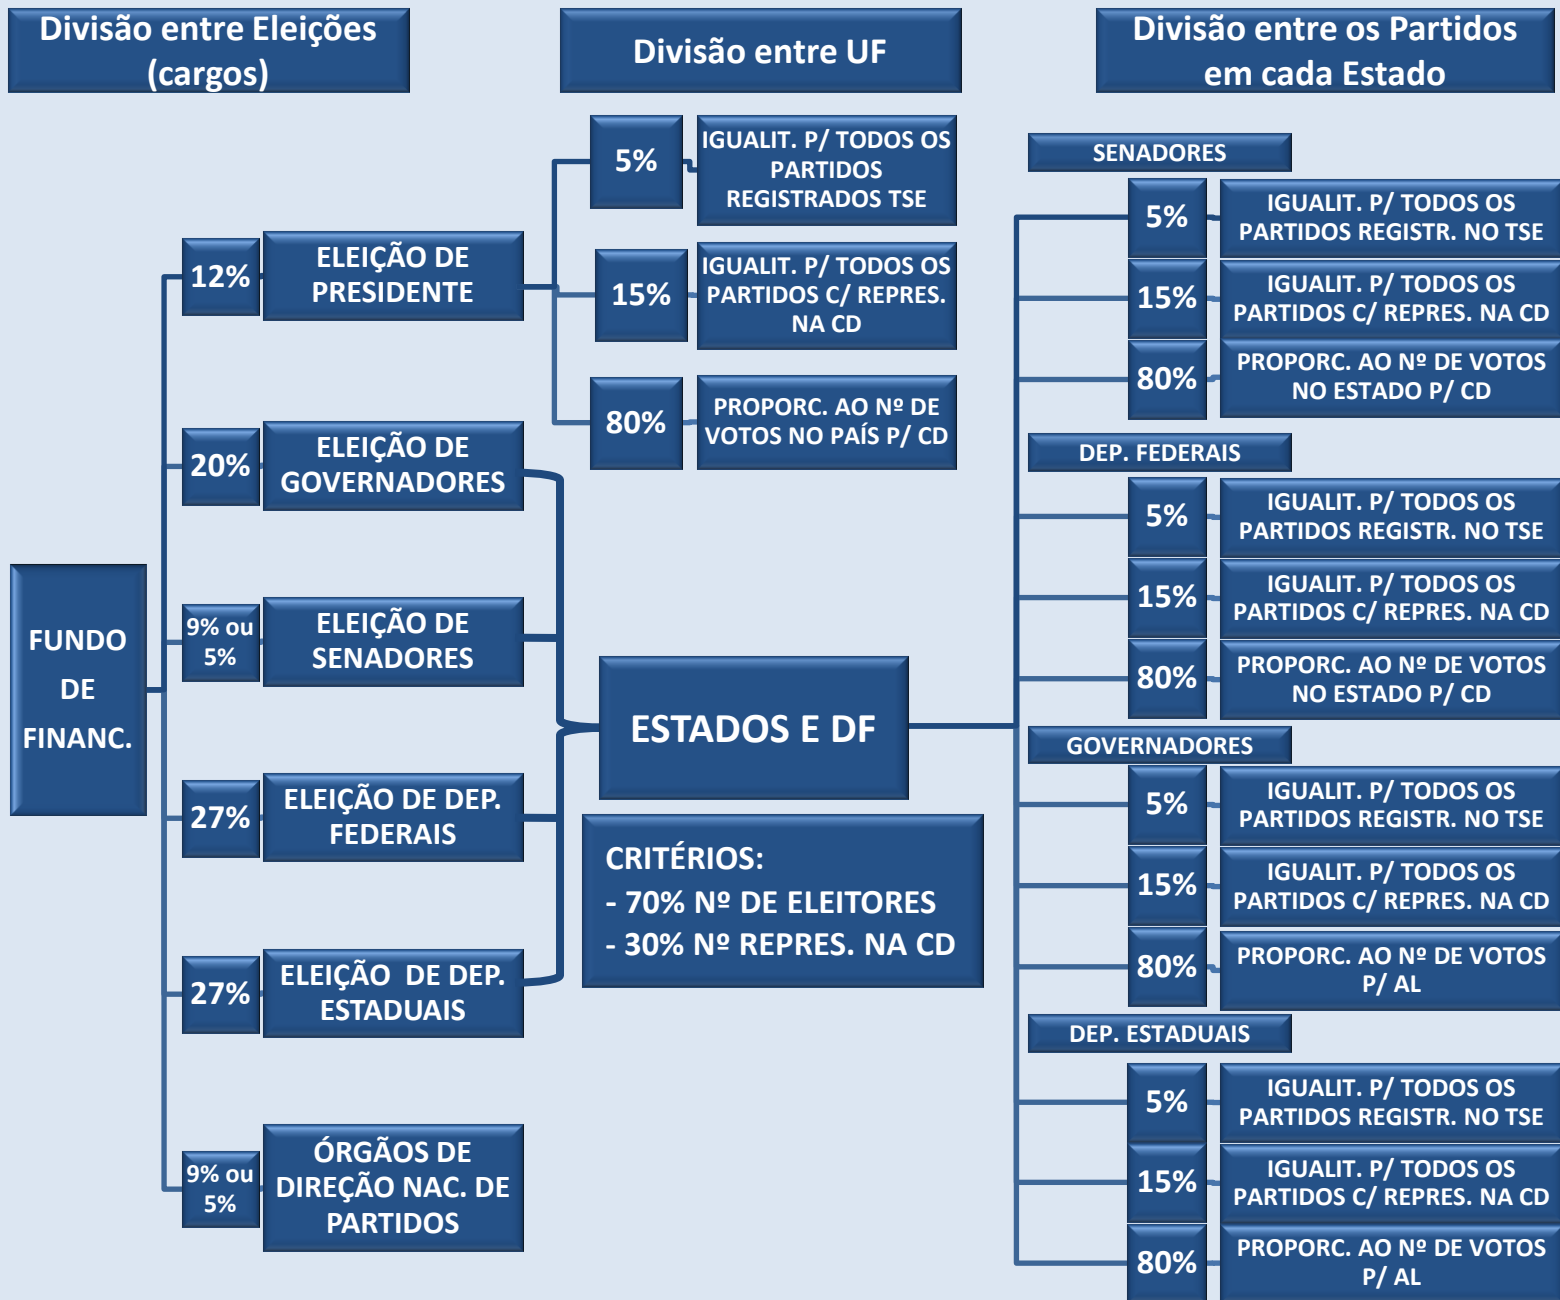 Divisão entre Eleições
(cargos)
Divisão entre UF
Divisão entre os Partidos
em cada Estado
FUNDO
DE
FINANC.
12%
ELEIÇÃO DE
PRESIDENTE
20%
ELEIÇÃO DE
GOVERNADORES
9% ou
5%
ELEIÇÃO DE
SENADORES
27%
ELEIÇÃO DE DEP.
FEDERAIS
27%
ELEIÇÃO DE DEP.
ESTADUAIS
9% ou
5%
ÓRGÃOS DE
DIREÇÃO NAC. DE
PARTIDOS
5%
IGUALIT. P/ TODOS OS
PARTIDOS
REGISTRADOS TSE
15%
IGUALIT. P/ TODOS OS
PARTIDOS C/ REPRES.
NA CD
80%
PROPORC. AO Nº DE
VOTOS NO PAÍS P/ CD
ESTADOS E DF
CRITÉRIOS:
- 70% Nº DE ELEITORES
- 30% Nº REPRES. NA CD
SENADORES
5%
IGUALIT. P/ TODOS OS
PARTIDOS REGISTR. NO TSE
15%
IGUALIT. P/ TODOS OS
PARTIDOS C/ REPRES. NA CD
80%
PROPORC. AO Nº DE VOTOS
NO ESTADO P/ CD
DEP. FEDERAIS
5%
IGUALIT. P/ TODOS OS
PARTIDOS REGISTR. NO TSE
15%
IGUALIT. P/ TODOS OS
PARTIDOS C/ REPRES. NA CD
80%
PROPORC. AO Nº DE VOTOS
NO ESTADO P/ CD
GOVERNADORES
5%
IGUALIT. P/ TODOS OS
PARTIDOS REGISTR. NO TSE
15%
IGUALIT. P/ TODOS OS
PARTIDOS C/ REPRES. NA CD
80%
PROPORC. AO Nº DE VOTOS
P/ AL
DEP. ESTADUAIS
5%
IGUALIT. P/ TODOS OS
PARTIDOS REGISTR. NO TSE
15%
IGUALIT. P/ TODOS OS
PARTIDOS C/ REPRES. NA CD
80%
PROPORC. AO Nº DE VOTOS
P/ AL